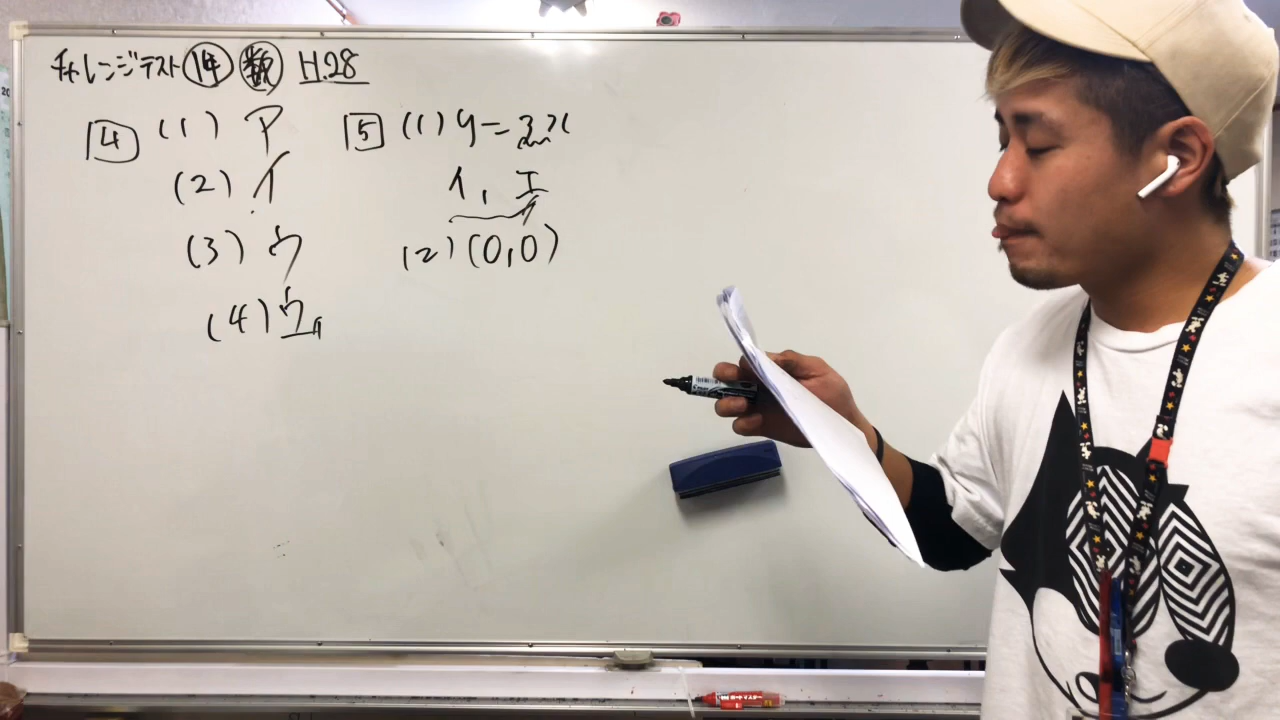 チャレンジテスト 1年 数 H.28
4 (1) ア
(2) イ
(3) ウ
(4) ウ
5 (1) y=3x
イ, エ
(2) (0,0)